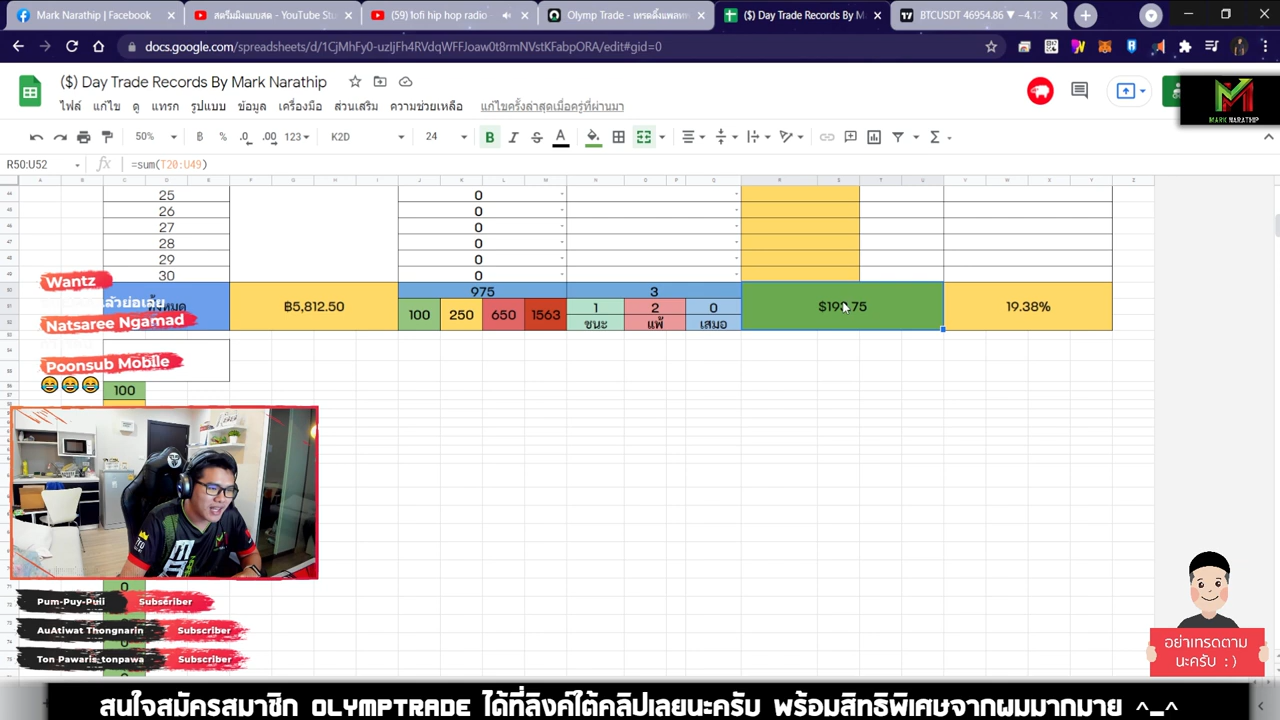 Mark Narathip | Facebook
สตรีมมิงแบบสด - YouTube Stu
(59) lofi hip hop radio -
Olymp Trade - เทรดดิ้งแพลทฟ
($) Day Trade Records By M
BTCUSDT 46954.86 ▼ −4.12
docs.google.com/spreadsheets/d/1CjMhFy0-uzIjFh4RVdqWFFJoaw0t8rmNVstKFabpORA/edit#gid=0
($) Day Trade Records By Mark Narathip
ไฟล์ แก้ไข ดู แทรก รูปแบบ ข้อมูล เครื่องมือ ส่วนเสริม ความช่วยเหลือ แก้ไขครั้งล่าสุดเมื่อครู่ที่ผ่านมา
MARK NARATHIP
50% ฿ % .0 .00 123 K2D 24 B I S A
R50:U52 fx =sum(T20:U49)
A B C D E F G H I J K L M N O P Q R S T U V W X Y Z
25 0
26 0
27 0
28 0
29 0
30 0
975 3
฿5,812.50 19.38%
100 250 650 1563 1 2 0
ชนะ แพ้ เสมอ
Wantz
Natsaree Ngamad
Poonsub Mobile
😂😂😂
100
0
Pum-Puy-Puii Subscriber
AuAtiwat Thongnarin Subscriber
Ton Pawaris_tonpawa Subscriber
อย่าเทรดตาม
นะครับ : )
สนใจสมัครสมาชิก OLYMPTRADE ได้ที่ลิงค์ใต้คลิปเลยนะครับ พร้อมสิทธิพิเศษจากผมมากมาย ^_^